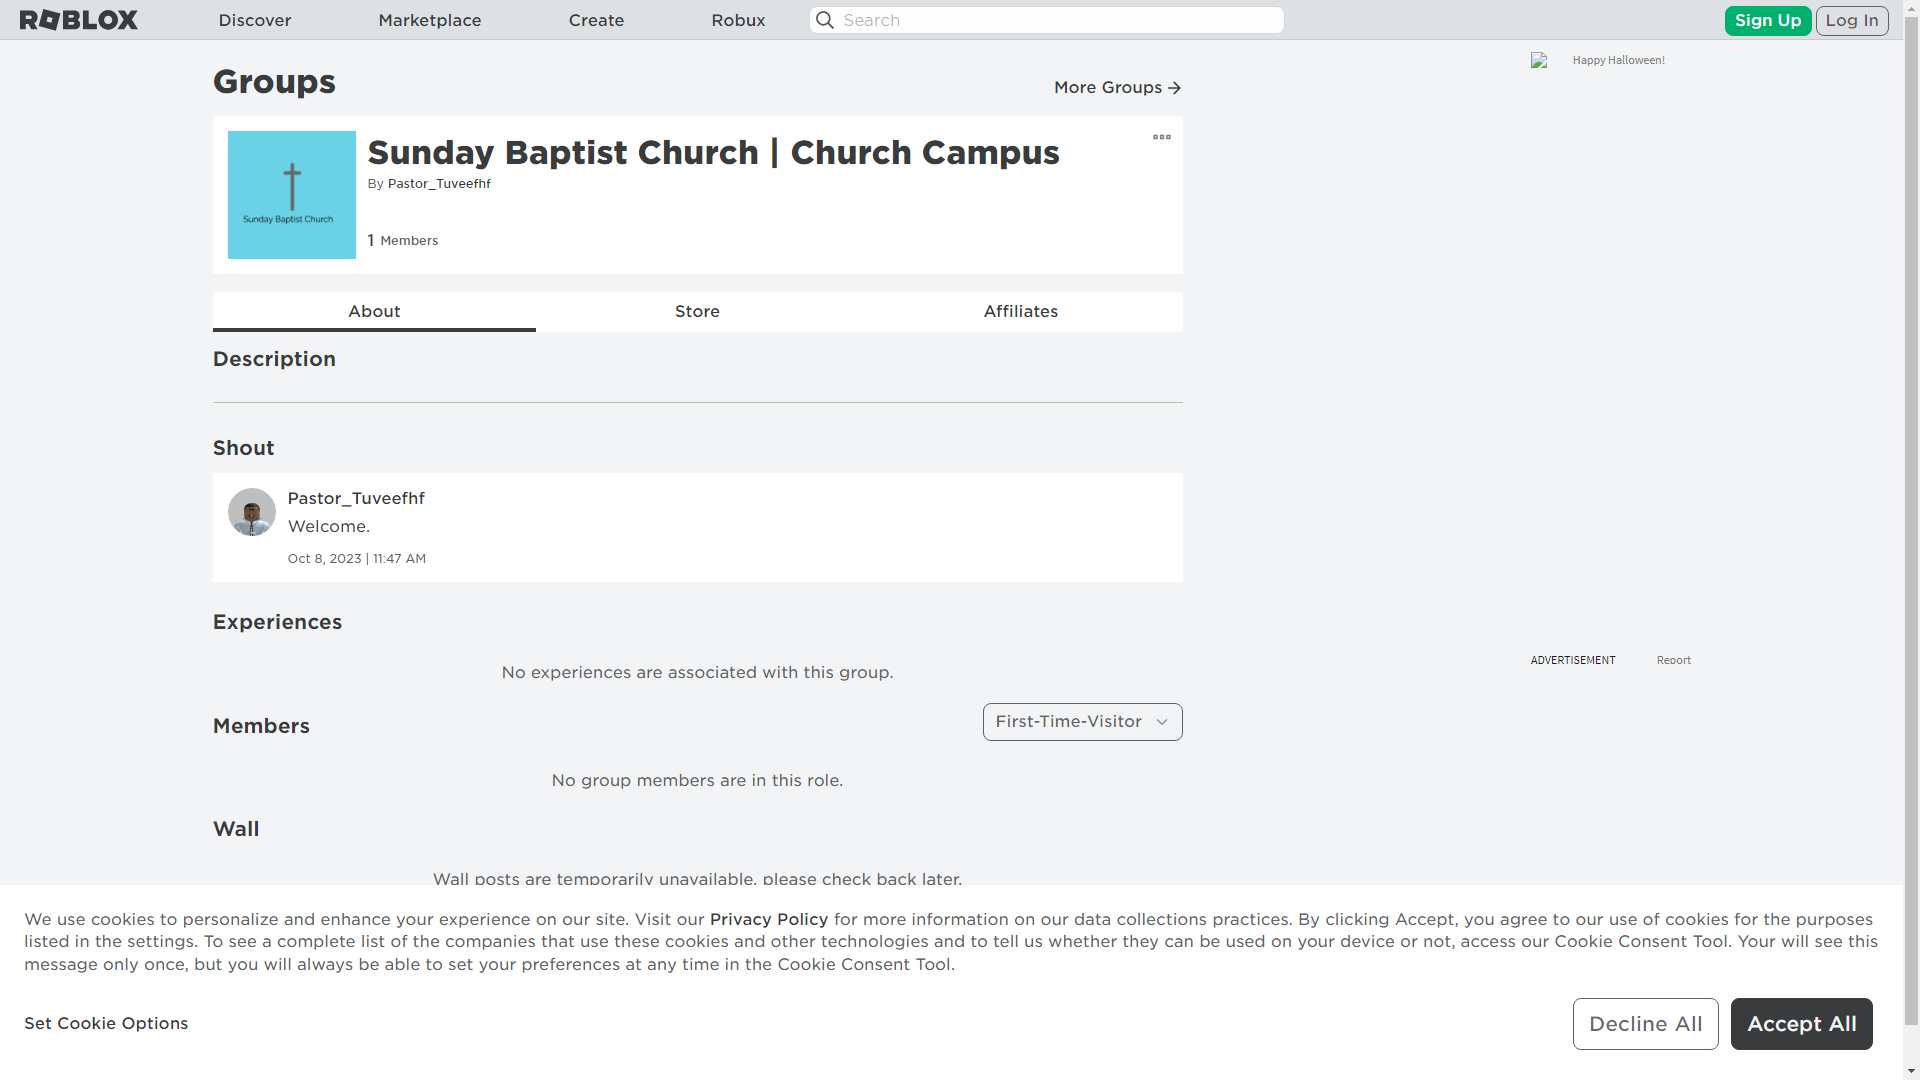 ROBLOX Discover Marketplace Create Robux Search Sign Up Log In
Happy Halloween!
Groups
More Groups
Sunday Baptist Church
Sunday Baptist Church | Church Campus
By Pastor_Tuveefhf
1 Members
About Store Affiliates
Description
Shout
Pastor_Tuveefhf
Welcome.
Oct 8, 2023 | 11:47 AM
Experiences
No experiences are associated with this group.
ADVERTISEMENT Report
Members
First-Time-Visitor
No group members are in this role.
Wall
Wall posts are temporarily unavailable, please check back later.
We use cookies to personalize and enhance your experience on our site. Visit our Privacy Policy for more information on our data collections practices. By clicking Accept, you agree to our use of cookies for the purposes
listed in the settings. To see a complete list of the companies that use these cookies and other technologies and to tell us whether they can be used on your device or not, access our Cookie Consent Tool. Your will see this
message only once, but you will always be able to set your preferences at any time in the Cookie Consent Tool.
Set Cookie Options
Decline All
Accept All